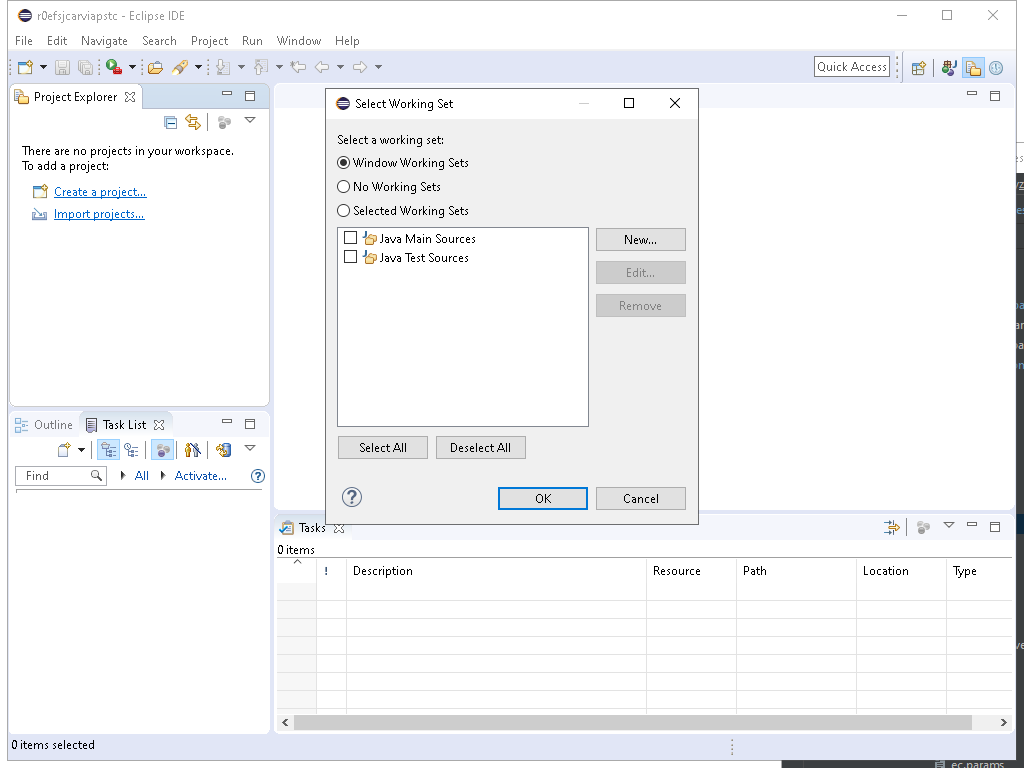 r0efsjcarviapstc - Eclipse IDE
File Edit Navigate Search Project Run Window Help
Quick Access
Project Explorer
There are no projects in your workspace.
To add a project:
Create a project...
Import projects...
Select Working Set
Select a working set:
Window Working Sets
No Working Sets
Selected Working Sets
Java Main Sources
Java Test Sources
New...
Edit...
Remove
Select All Deselect All
OK Cancel
Outline Task List
Find All Activate...
Tasks
0 items
! Description Resource Path Location Type
0 items selected
ec.params